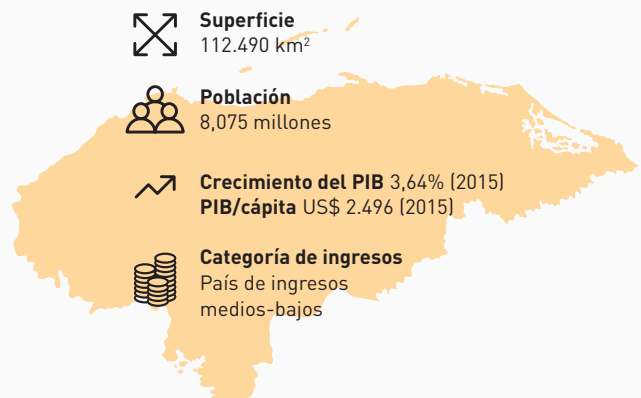 Superficie
112.490 km²
Población
8,075 millones
Crecimiento del PIB 3,64% (2015)
PIB/cápita US$ 2.496 (2015)
Categoría de ingresos
País de ingresos
medios-bajos